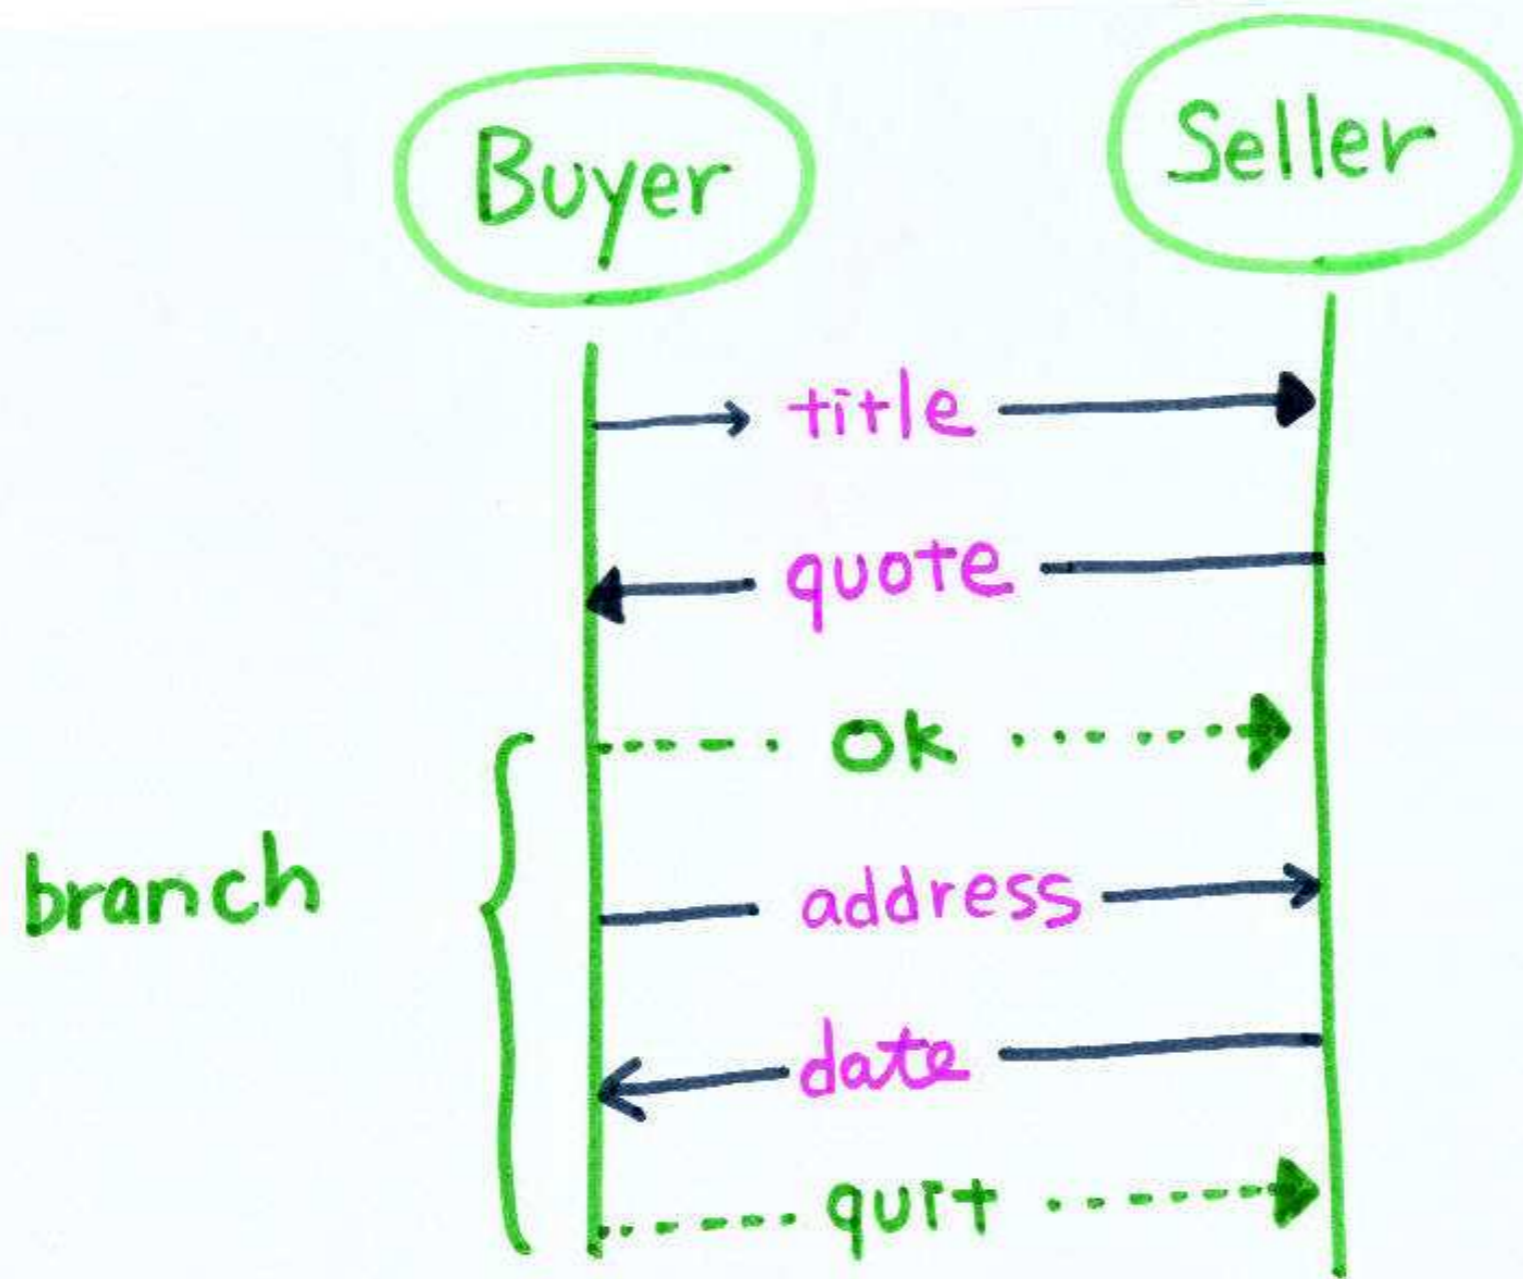 Buyer
Seller
title
quote
ok
branch
address
date
quit